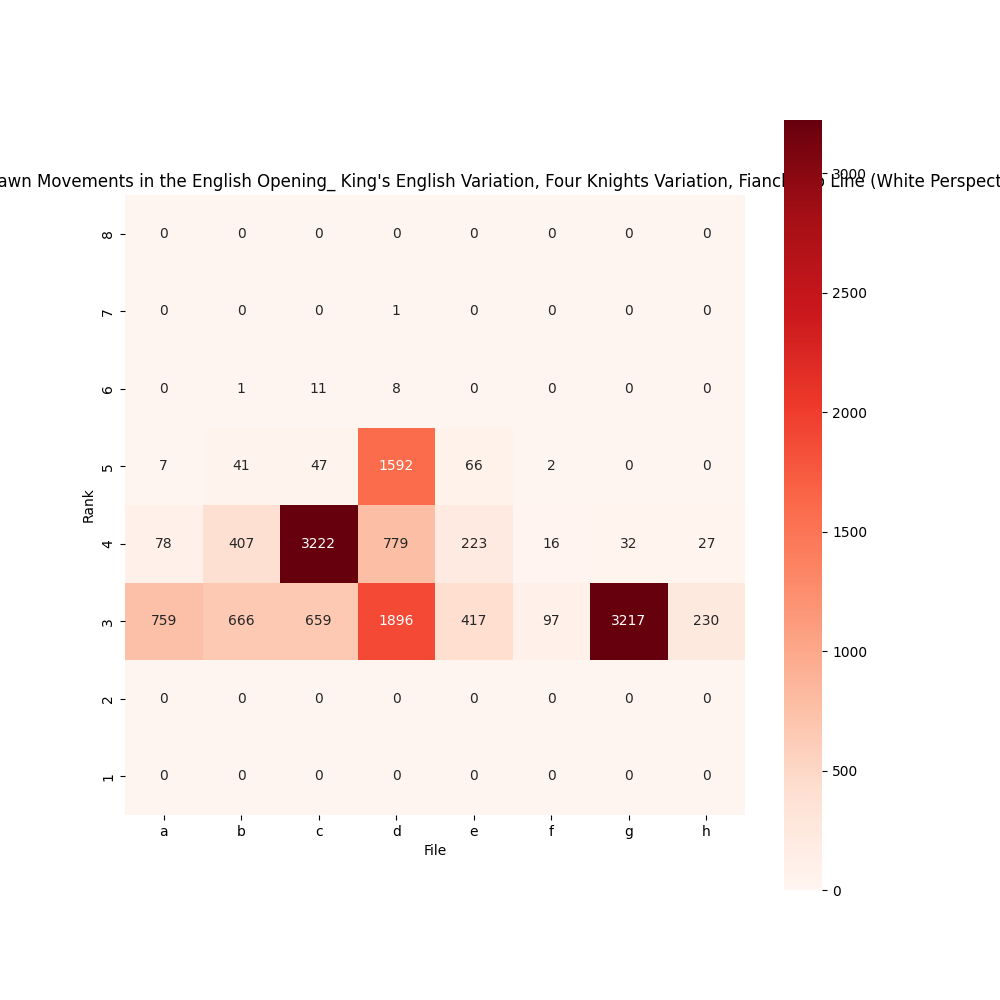 awn Movements in the English Opening_ King's English Variation, Four Knights Variation, Fianc Line (White Perspect
3000
8 0 0 0 0 0 0 0 0
2500
7 0 0 0 1 0 0 0 0
6 0 1 11 8 0 0 0 0
2000
5 7 41 47 1592 66 2 0 0
Rank
1500
4 78 407 3222 779 223 16 32 27
3 759 666 659 1896 417 97 3217 230
1000
2 0 0 0 0 0 0 0 0
1 0 0 0 0 0 0 0 0
500
a b c d e f g h
File
0